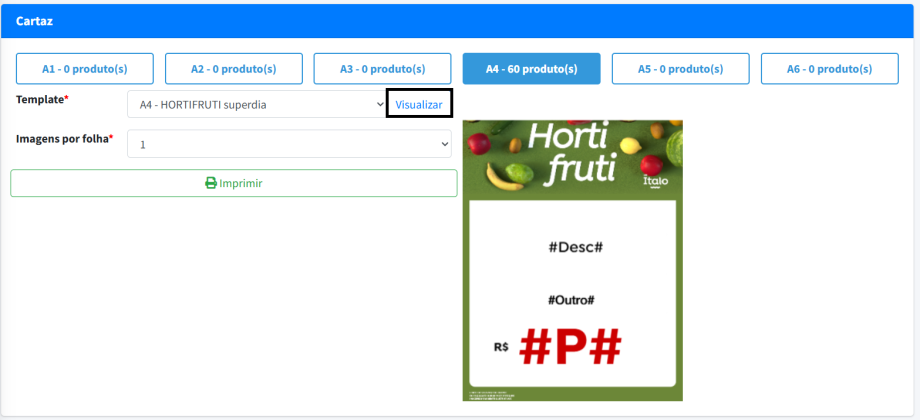 Cartaz
A1 - 0 produto(s)
A2 - 0 produto(s)
A3 - 0 produto(s)
A4 - 60 produto(s)
A5 - 0 produto(s)
A6 - 0 produto(s)
Template*
A4 - HORTIFRUTI superdia
Visualizar
Imagens por folha*
1
Imprimir
Horti
fruti
Ítalo
#Desc#
#Outro#
R$ #P#